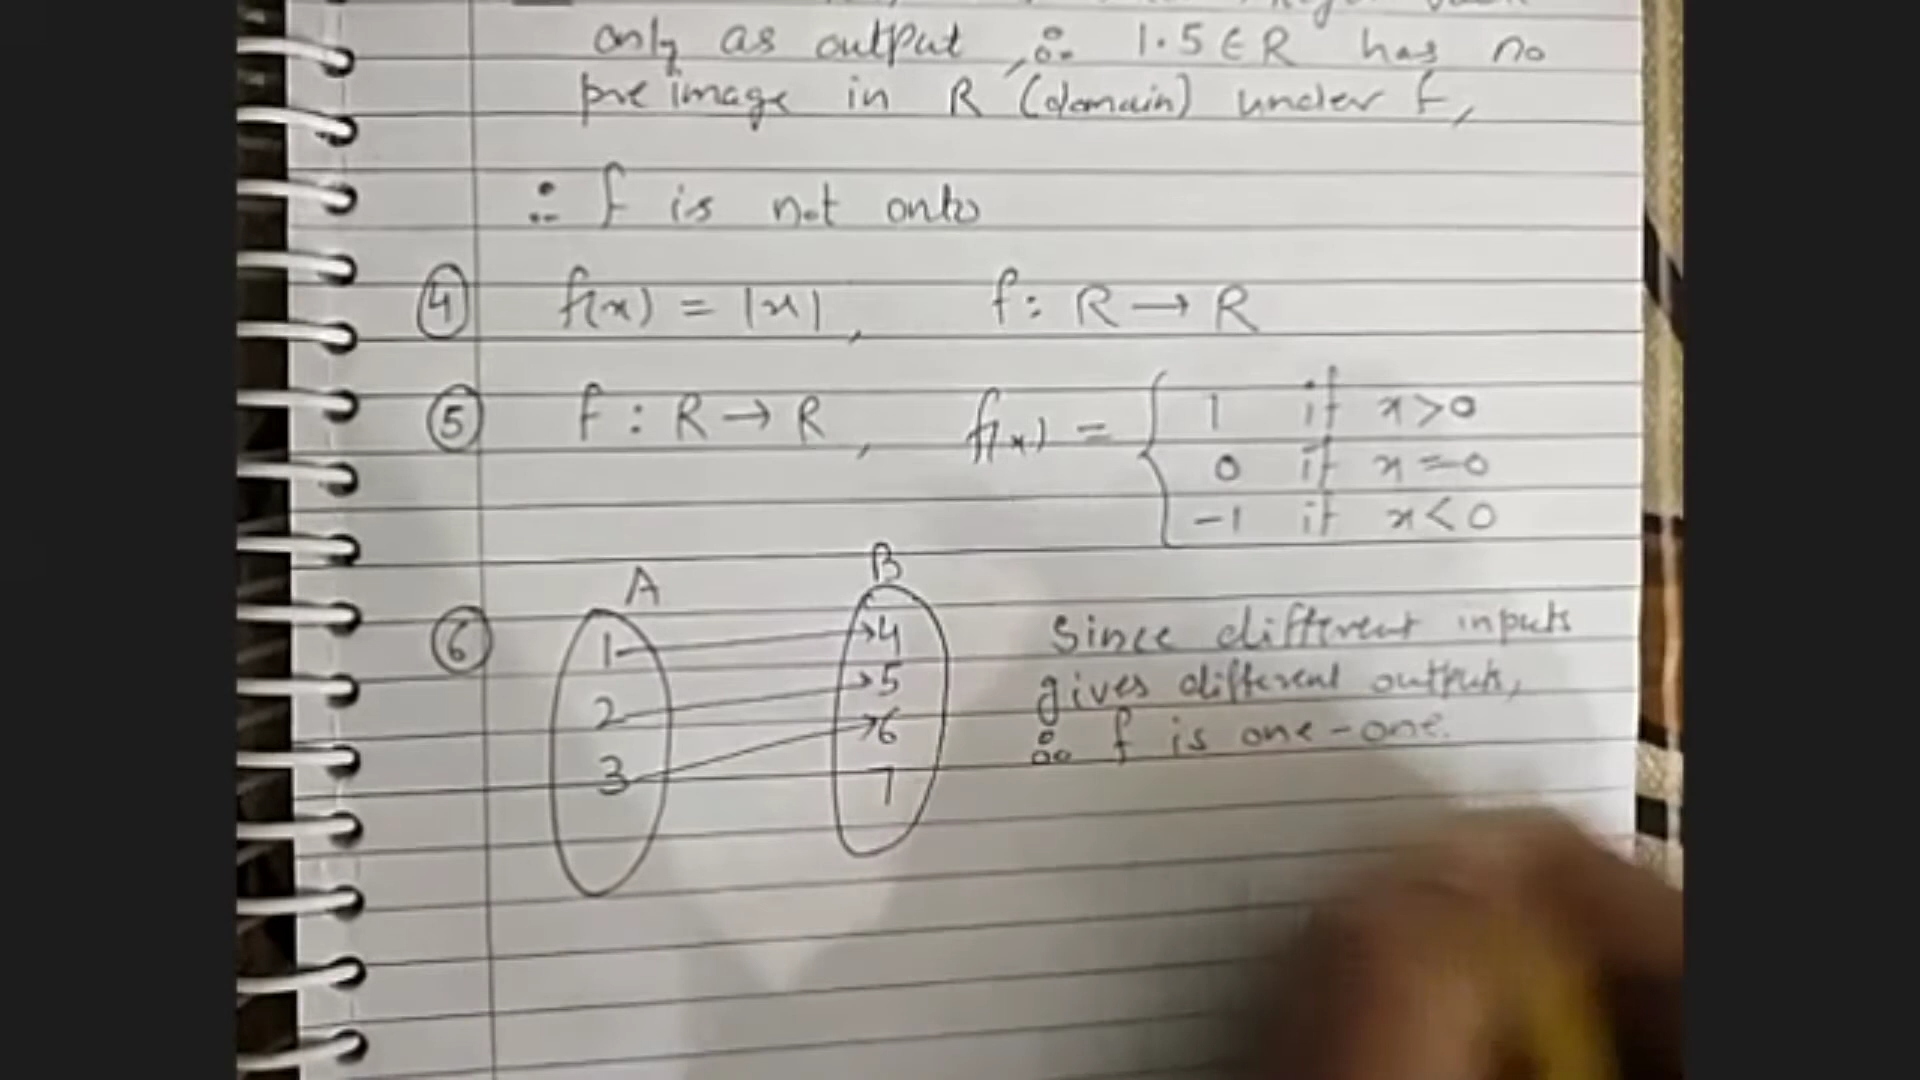 only as output, ∴ 1.5 ∈ R has no
pre image in R (domain) under f,
∴ f is not onto
④ f(x) = |x|, f: R → R
⑤ f : R → R, f(x) = { 1 if x>0
0 if x=0
-1 if x<0
A B
⑥ 1 → 4
2 → 5
3 → 6
7
Since different inputs
gives different outputs,
∴ f is one-one.